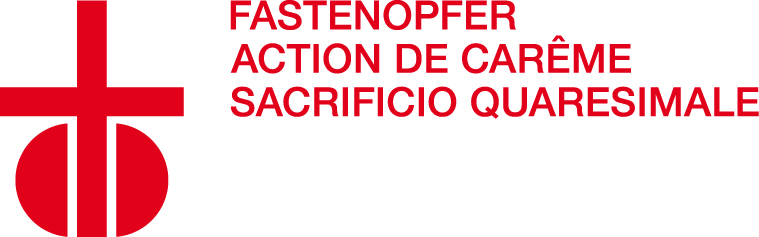 FASTENOPFER
ACTION DE CARÊME
SACRIFICIO QUARESIMALE